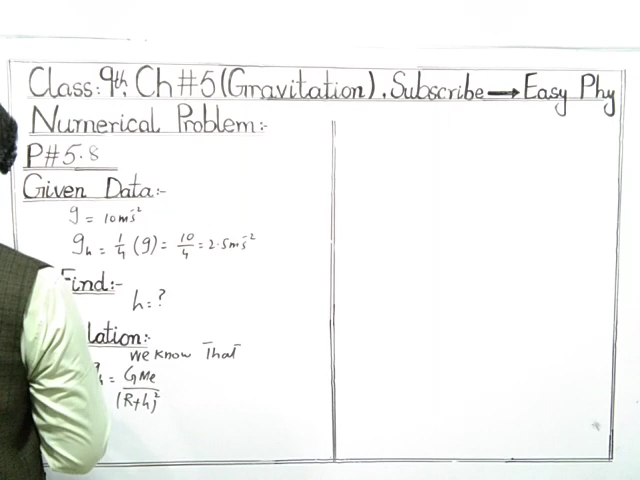 Class: 9th, Ch#5 (Gravitation). Subscribe → Easy Phy
Numerical Problem:-
P#5.8
Given Data:-
g = 10ms⁻²
gₕ = 1/4 (g) = 10/4 = 2.5ms⁻²
Find:-
h = ?
lation:-
we know That
ₕ = GMe/(R+h)²